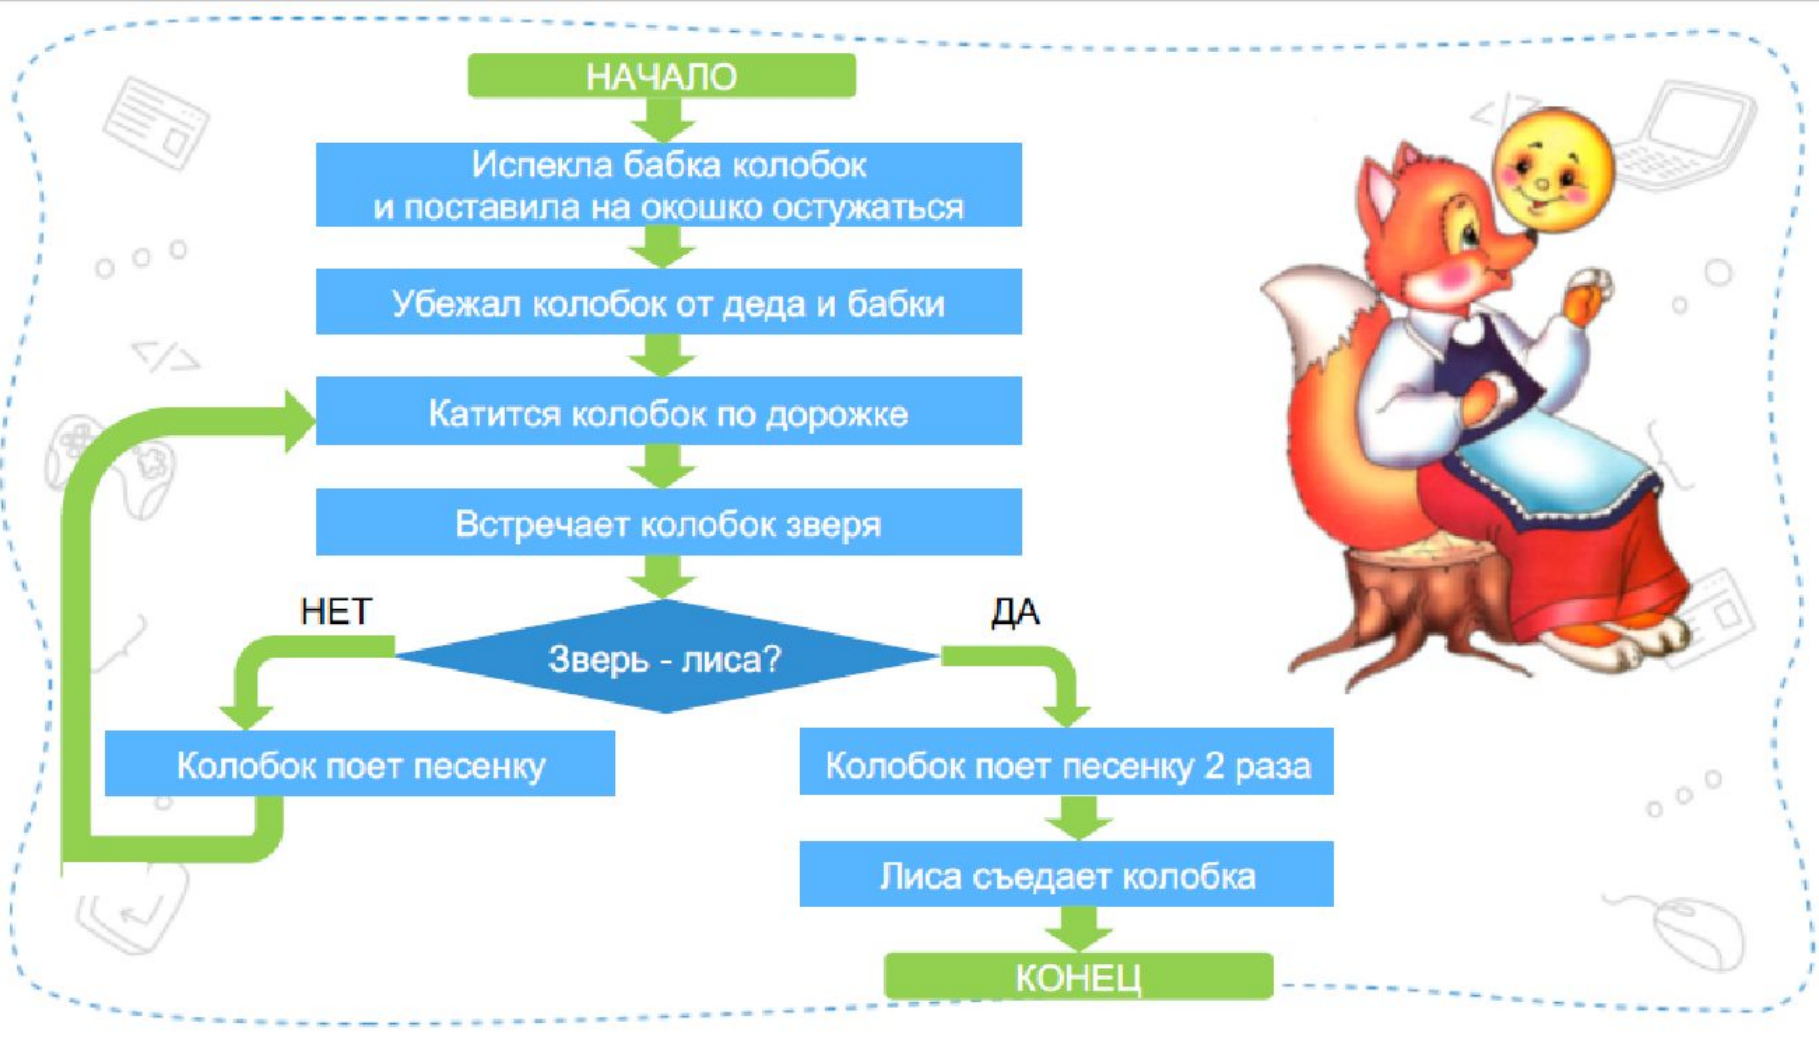 НАЧАЛО
Испекла бабка колобок
и поставила на окошко остужаться
Убежал колобок от деда и бабки
Катится колобок по дорожке
Встречает колобок зверя
НЕТ
ДА
Зверь - лиса?
Колобок поет песенку
Колобок поет песенку 2 раза
Лиса съедает колобка
КОНЕЦ